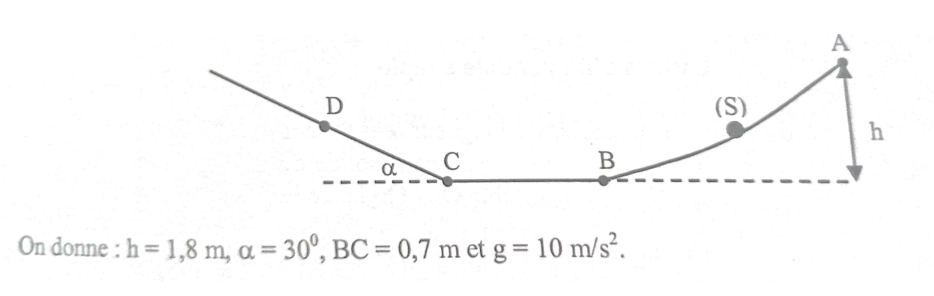 A
D
(S)
h
α
C
B
On donne : h = 1,8 m, α = 30⁰, BC = 0,7 m et g = 10 m/s².